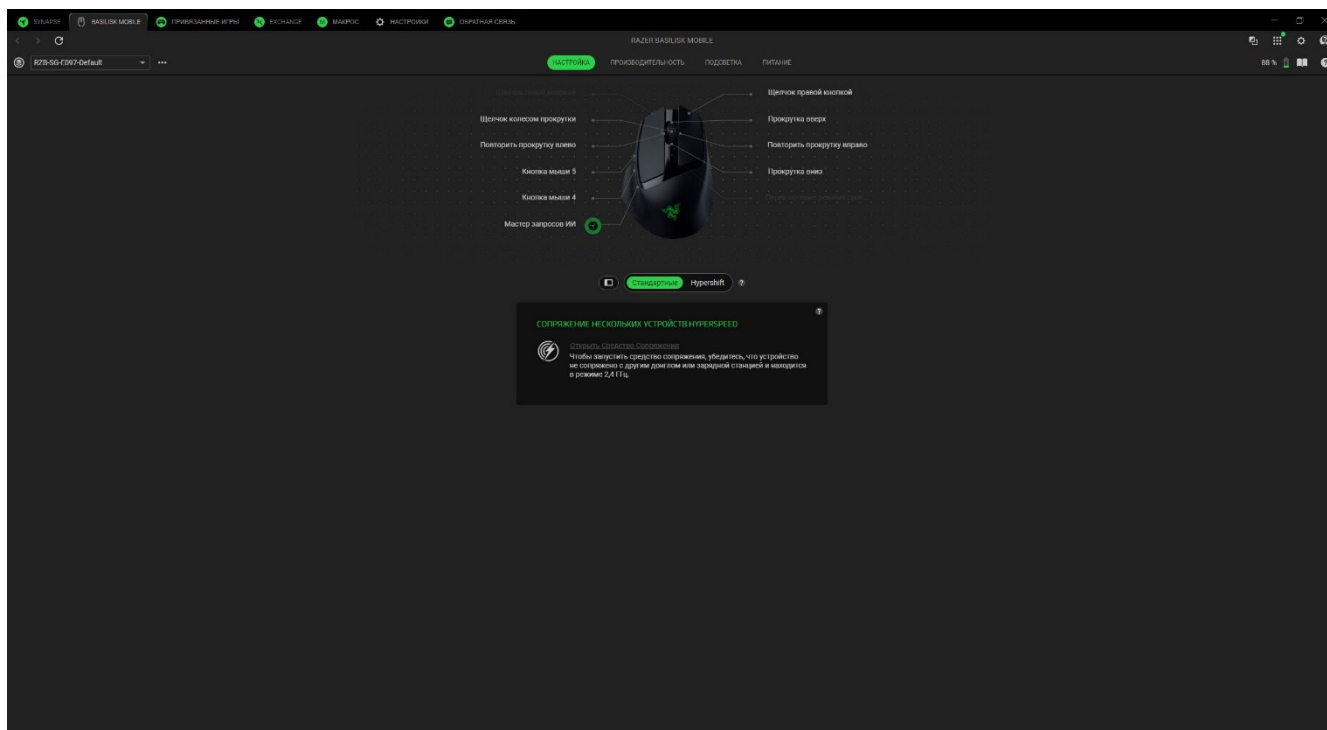 SYNAPSE BASILISK MOBILE ПРИВЯЗАННЫЕ ИГРЫ EXCHANGE МАКРОС НАСТРОЙКИ ОБРАТНАЯ СВЯЗЬ
RAZER BASILISK MOBILE
RZB-SG-E097-Default
НАСТРОЙКА ПРОИЗВОДИТЕЛЬНОСТЬ ПОДСВЕТКА ПИТАНИЕ
88 %
Щелчок правой кнопкой
Щелчок колесом прокрутки
Прокрутка вверх
Повторить прокрутку влево
Повторить прокрутку вправо
Кнопка мыши 5
Прокрутка вниз
Кнопка мыши 4
Мастер запросов ИИ
Стандартные Hypershift ?
СОПРЯЖЕНИЕ НЕСКОЛЬКИХ УСТРОЙСТВ HYPERSPEED
?
Открыть Средство Сопряжения
Чтобы запустить средство сопряжения, убедитесь, что устройство
не сопряжено с другим донглом или зарядной станцией и находится
в режиме 2,4 ГГц.